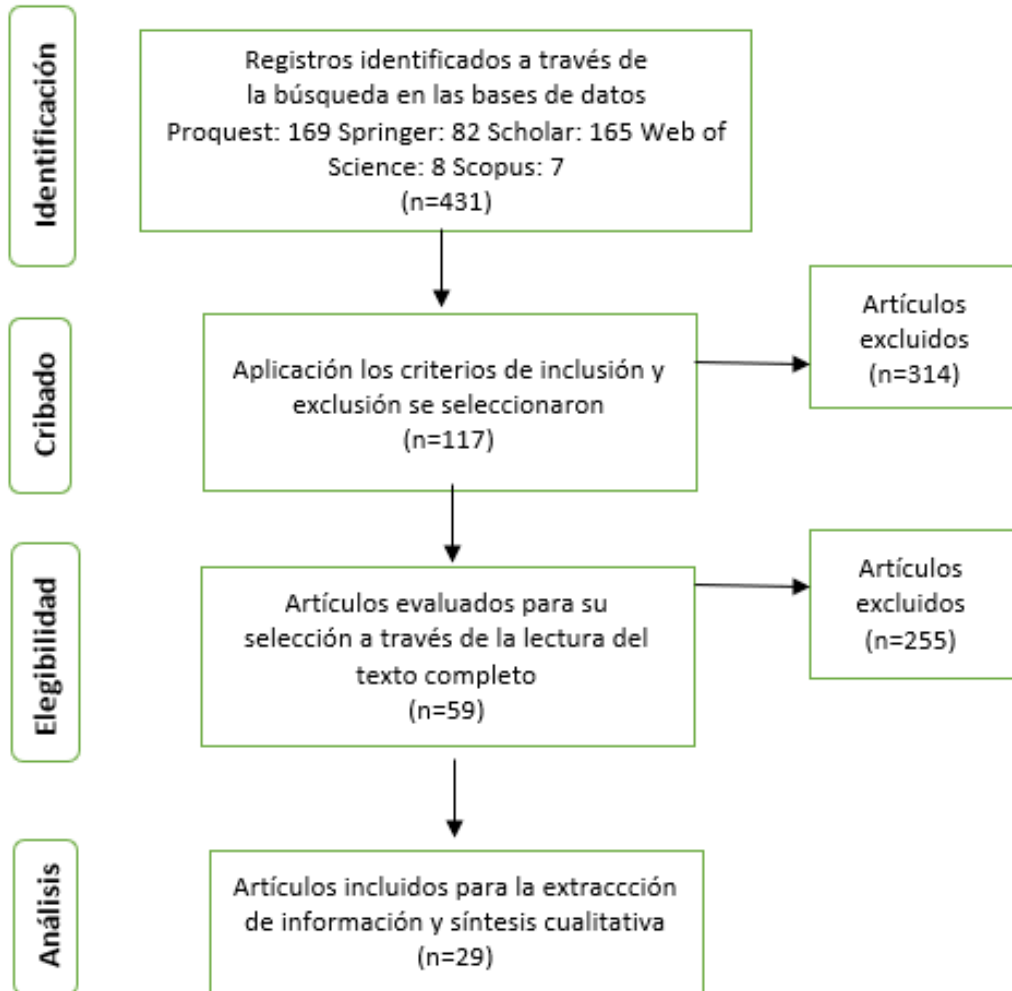 Identificación
Registros identificados a través de
la búsqueda en las bases de datos
Proquest: 169 Springer: 82 Scholar: 165 Web of
Science: 8 Scopus: 7
(n=431)
Cribado
Aplicación los criterios de inclusión y
exclusión se seleccionaron
(n=117)
Artículos
excluidos
(n=314)
Elegibilidad
Artículos evaluados para su
selección a través de la lectura del
texto completo
(n=59)
Artículos
excluidos
(n=255)
Análisis
Artículos incluidos para la extraccción
de información y síntesis cualitativa
(n=29)